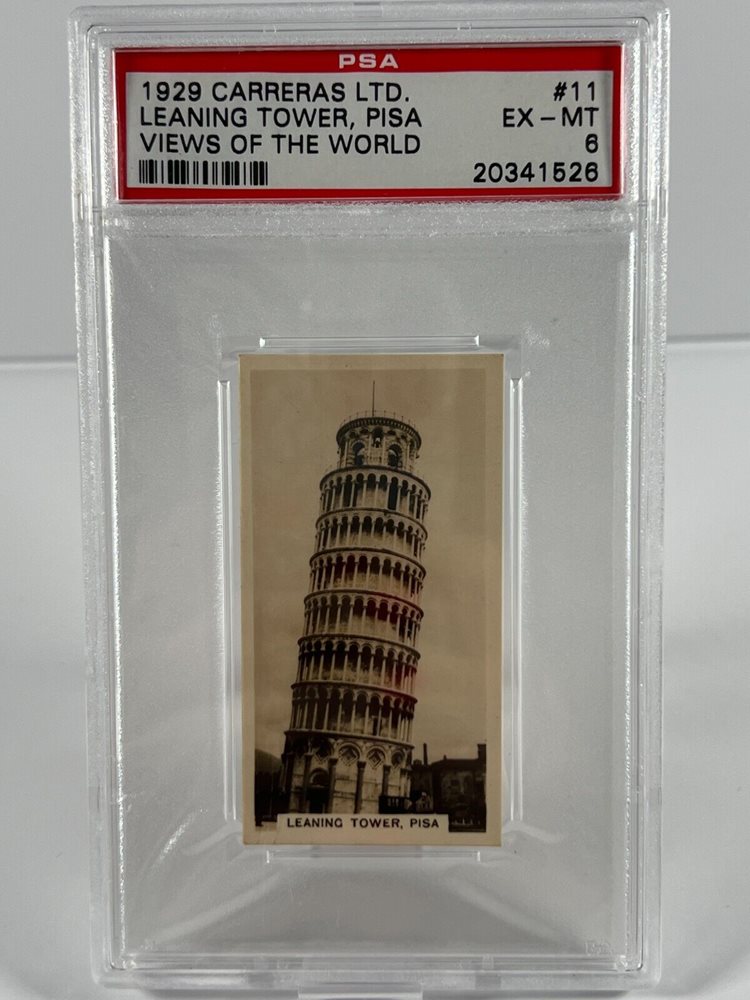 PSA
1929 CARRERAS LTD. #11
LEANING TOWER, PISA EX - MT
VIEWS OF THE WORLD 6
20341526
LEANING TOWER, PISA